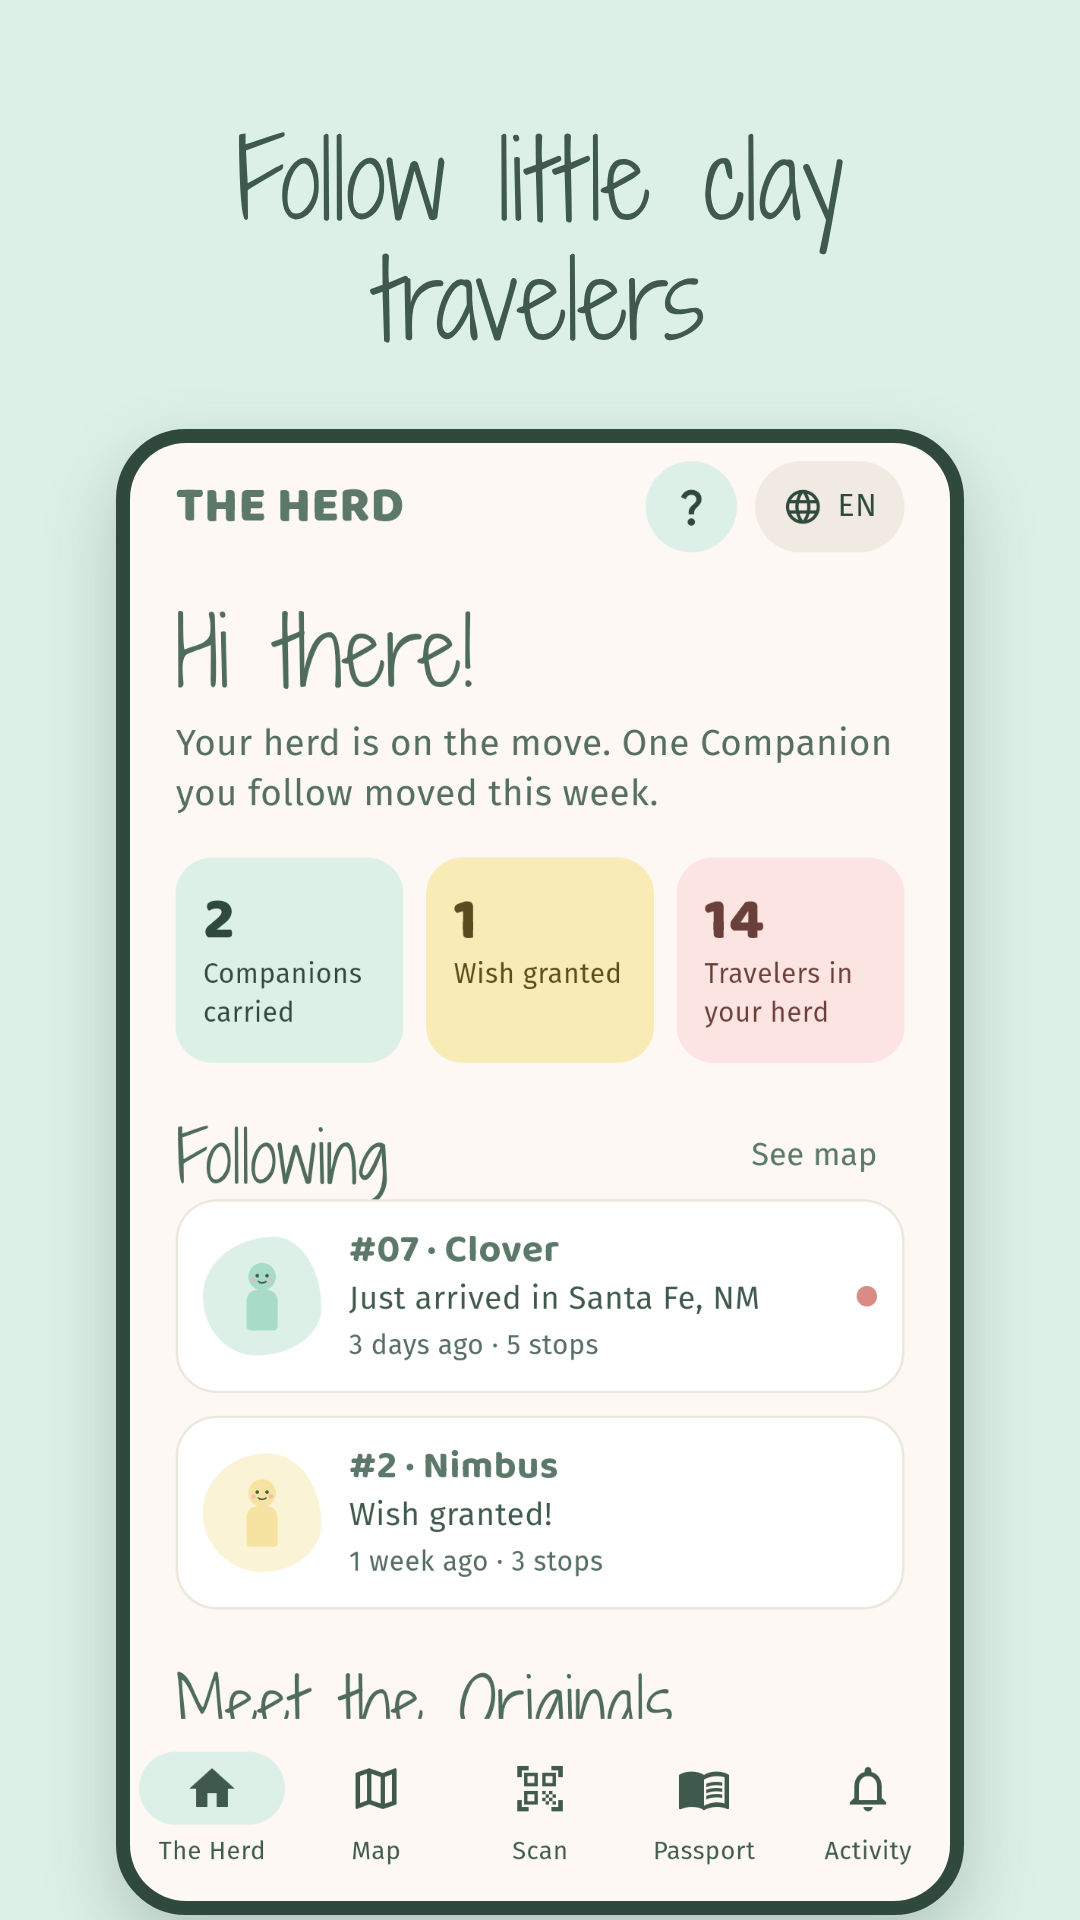 Follow little clay
travelers
THE HERD
?
EN
Hi there!
Your herd is on the move. One Companion
you follow moved this week.
2
Companions
carried
1
Wish granted
14
Travelers in
your herd
Following
See map
#07 · Clover
Just arrived in Santa Fe, NM
3 days ago · 5 stops
#2 · Nimbus
Wish granted!
1 week ago · 3 stops
Meet the Originals
The Herd
Map
Scan
Passport
Activity